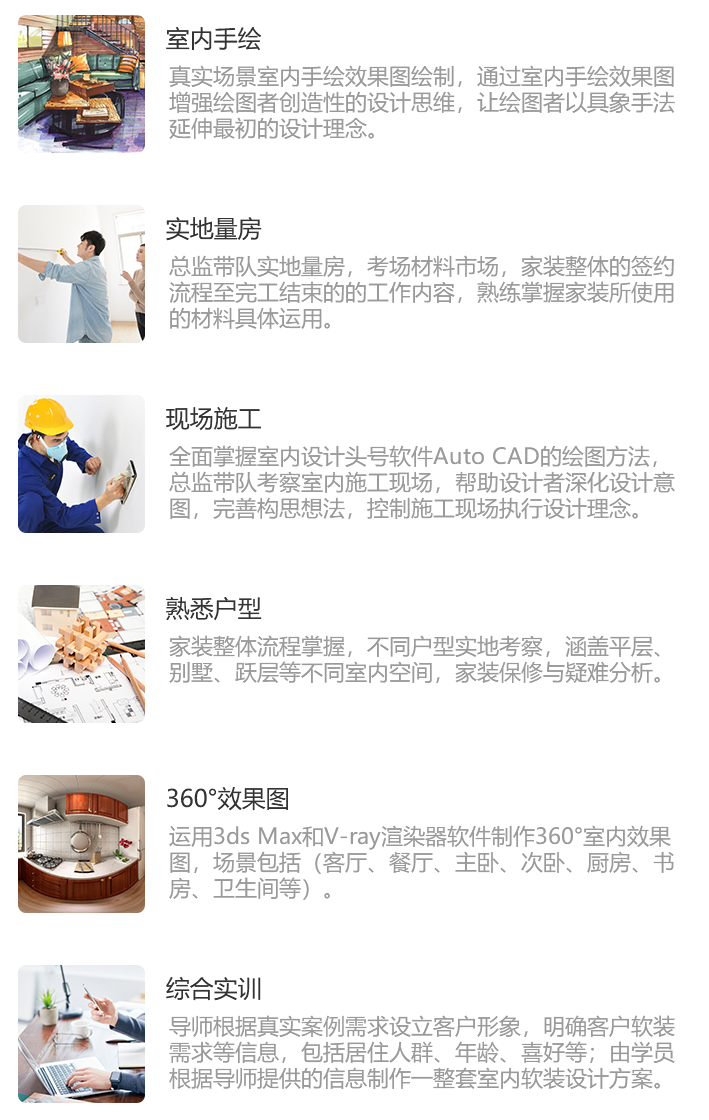 室内手绘
真实场景室内手绘效果图绘制，通过室内手绘效果图
增强绘图者创造性的设计思维，让绘图者以具象手法
延伸最初的设计理念。
实地量房
总监带队实地量房，考场材料市场，家装整体的签约
流程至完工结束的的工作内容，熟练掌握家装所使用
的材料具体运用。
现场施工
全面掌握室内设计头号软件Auto CAD的绘图方法，
总监带队考察室内施工现场，帮助设计者深化设计意
图，完善构思想法，控制施工现场执行设计理念。
熟悉户型
家装整体流程掌握，不同户型实地考察，涵盖平层、
别墅、跃层等不同室内空间，家装保修与疑难分析。
360°效果图
运用3ds Max和V-ray渲染器软件制作360°室内效果
图，场景包括（客厅、餐厅、主卧、次卧、厨房、书
房、卫生间等）。
综合实训
导师根据真实案例需求设立客户形象，明确客户软装
需求等信息，包括居住人群、年龄、喜好等；由学员
根据导师提供的信息制作一整套室内软装设计方案。